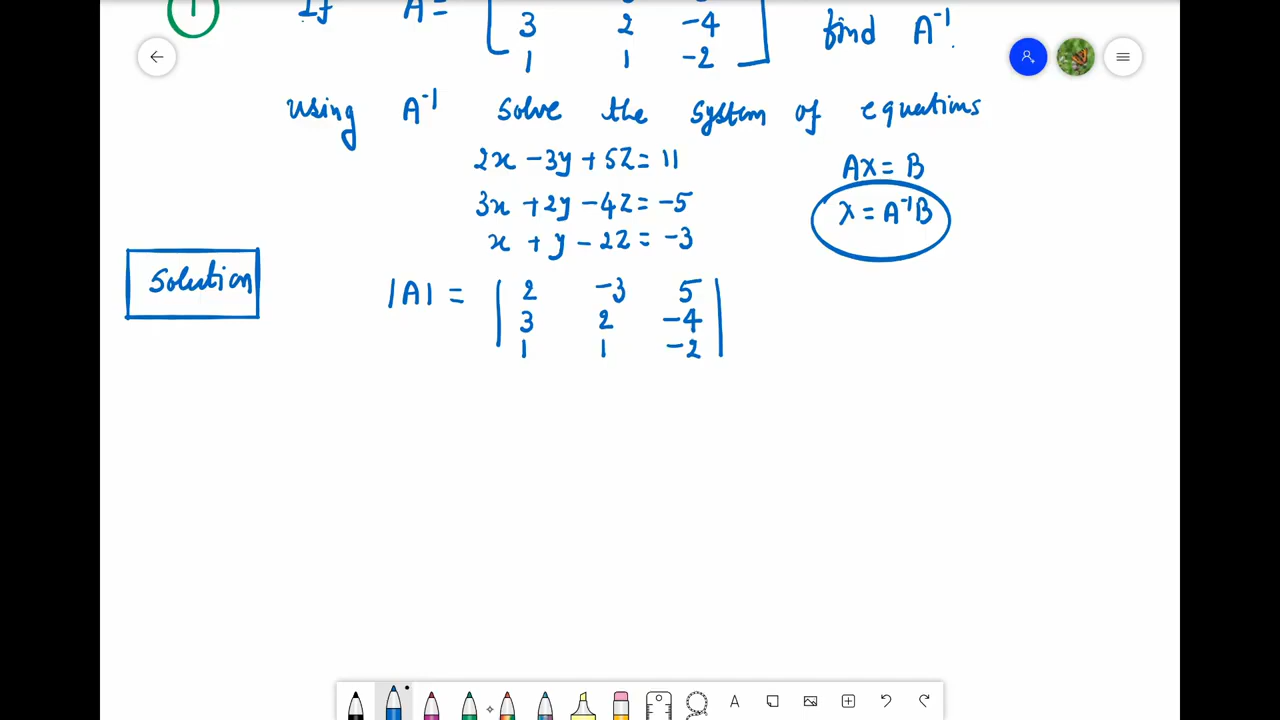 1 If A =
3 2 -4 find A⁻¹.
1 1 -2
using A⁻¹ solve the system of equations
2x - 3y + 5z = 11
AX = B
3x + 2y - 4z = -5
X = A⁻¹B
x + y - 2z = -3
Solution
|A| = | 2 -3 5 |
3 2 -4
1 1 -2
A